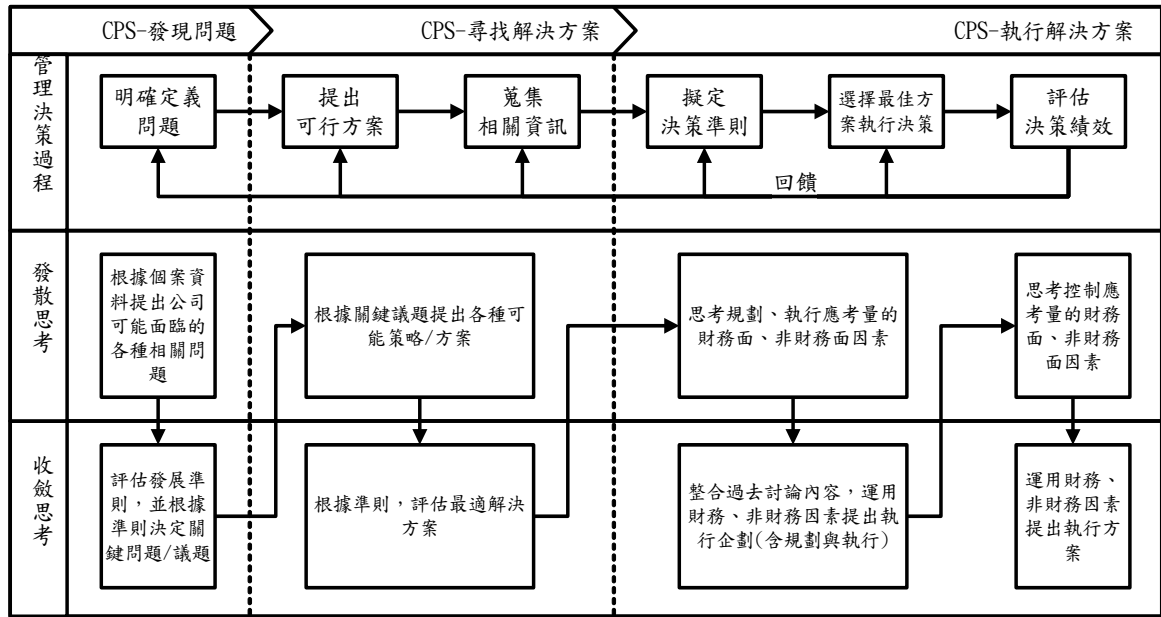 CPS-發現問題
CPS-尋找解決方案
CPS-執行解決方案
管理決策過程
明確定義
問題
提出
可行方案
蒐集
相關資訊
擬定
決策準則
選擇最佳方
案執行決策
評估
決策績效
回饋
發散思考
根據個案資
料提出公司
可能面臨的
各種相關問
題
根據關鍵議題提出各種可
能策略/方案
思考規劃、執行應考量的
財務面、非財務面因素
思考控制應
考量的財務
面、非財務
面因素
收斂思考
評估發展準
則，並根據
準則決定關
鍵問題/議題
根據準則，評估最適解決
方案
整合過去討論內容，運用
財務、非財務因素提出執
行企劃(含規劃與執行)
運用財務、
非財務因素
提出執行方
案